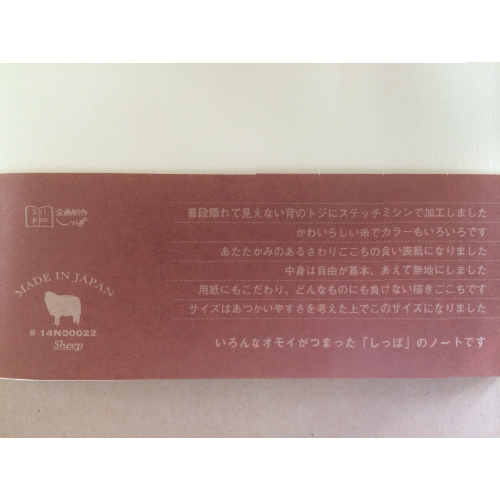 企画制作
しっぽ
普段隠れて見えない背のトジにステッチミシンで加工しました
かわいらしい糸でカラーもいろいろです
あたたかみのあるさわりごこちの良い表紙になりました
中身は自由が基本、あえて無地にしました
用紙にもこだわり、どんなものにも負けない描きごごちです
サイズはあつかいやすさを考えた上でこのサイズになりました
いろんなオモイがつまった「しっぽ」のノートです
MADE IN JAPAN
# 14N00022
Sheep